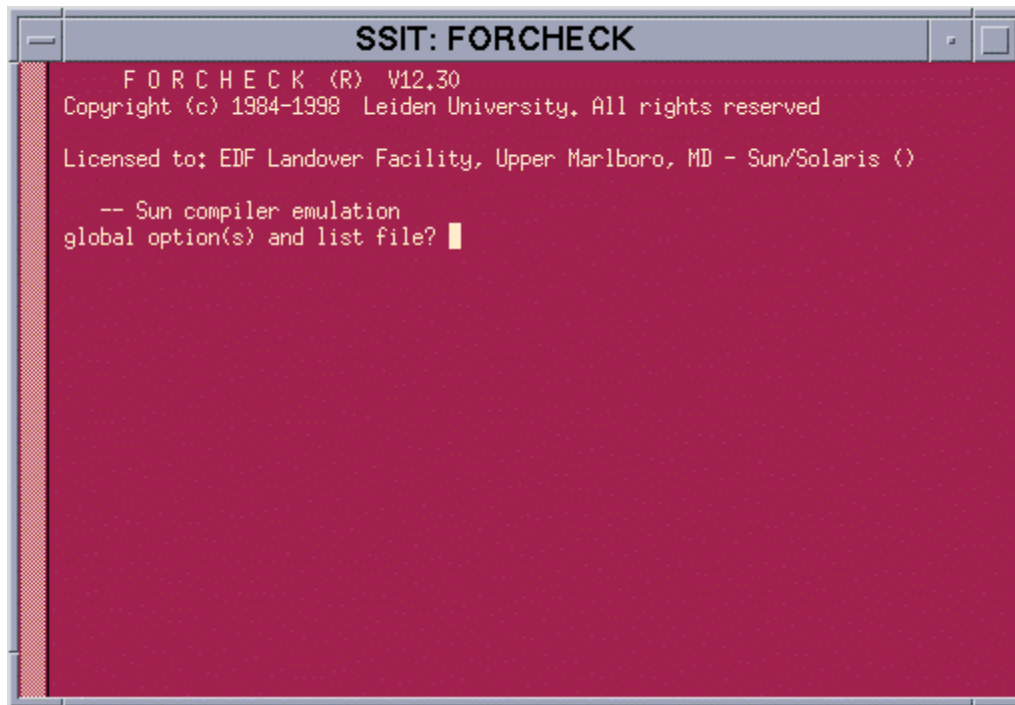 SSIT: FORCHECK
F O R C H E C K (R) V12.30
Copyright (c) 1984-1998 Leiden University. All rights reserved
Licensed to: EDF Landover Facility, Upper Marlboro, MD - Sun/Solaris ()
-- Sun compiler emulation
global option(s) and list file?